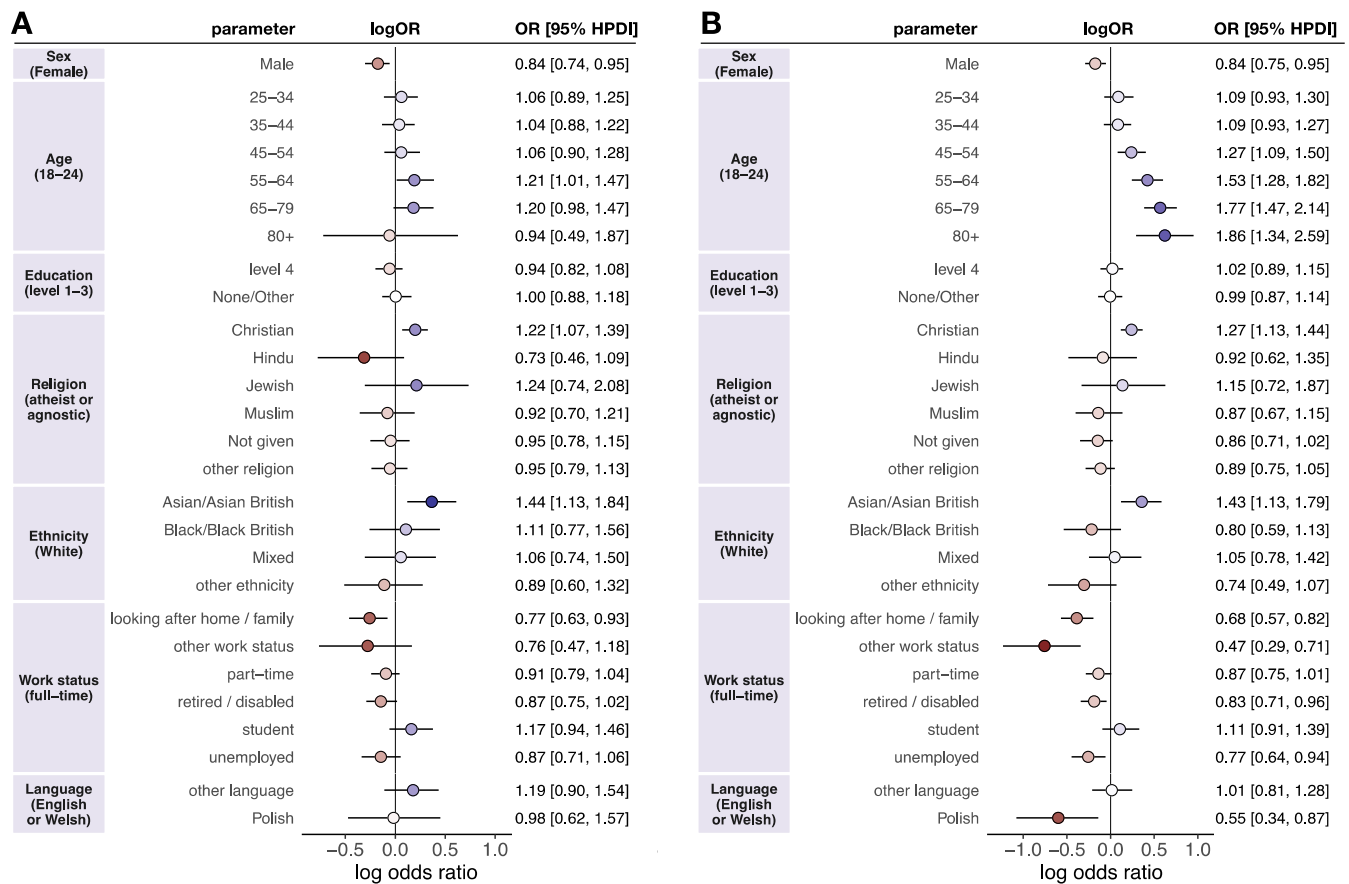 A
parameter logOR OR [95% HPDI]
Sex
(Female)
Male 0.84 [0.74, 0.95]
Age
(18–24)
25–34 1.06 [0.89, 1.25]
35–44 1.04 [0.88, 1.22]
45–54 1.06 [0.90, 1.28]
55–64 1.21 [1.01, 1.47]
65–79 1.20 [0.98, 1.47]
80+ 0.94 [0.49, 1.87]
Education
(level 1–3)
level 4 0.94 [0.82, 1.08]
None/Other 1.00 [0.88, 1.18]
Religion
(atheist or
agnostic)
Christian 1.22 [1.07, 1.39]
Hindu 0.73 [0.46, 1.09]
Jewish 1.24 [0.74, 2.08]
Muslim 0.92 [0.70, 1.21]
Not given 0.95 [0.78, 1.15]
other religion 0.95 [0.79, 1.13]
Ethnicity
(White)
Asian/Asian British 1.44 [1.13, 1.84]
Black/Black British 1.11 [0.77, 1.56]
Mixed 1.06 [0.74, 1.50]
other ethnicity 0.89 [0.60, 1.32]
Work status
(full–time)
looking after home / family 0.77 [0.63, 0.93]
other work status 0.76 [0.47, 1.18]
part–time 0.91 [0.79, 1.04]
retired / disabled 0.87 [0.75, 1.02]
student 1.17 [0.94, 1.46]
unemployed 0.87 [0.71, 1.06]
Language
(English
or Welsh)
other language 1.19 [0.90, 1.54]
Polish 0.98 [0.62, 1.57]
−0.5 0.0 0.5 1.0
log odds ratio
B
parameter logOR OR [95% HPDI]
Sex
(Female)
Male 0.84 [0.75, 0.95]
Age
(18–24)
25–34 1.09 [0.93, 1.30]
35–44 1.09 [0.93, 1.27]
45–54 1.27 [1.09, 1.50]
55–64 1.53 [1.28, 1.82]
65–79 1.77 [1.47, 2.14]
80+ 1.86 [1.34, 2.59]
Education
(level 1–3)
level 4 1.02 [0.89, 1.15]
None/Other 0.99 [0.87, 1.14]
Religion
(atheist or
agnostic)
Christian 1.27 [1.13, 1.44]
Hindu 0.92 [0.62, 1.35]
Jewish 1.15 [0.72, 1.87]
Muslim 0.87 [0.67, 1.15]
Not given 0.86 [0.71, 1.02]
other religion 0.89 [0.75, 1.05]
Ethnicity
(White)
Asian/Asian British 1.43 [1.13, 1.79]
Black/Black British 0.80 [0.59, 1.13]
Mixed 1.05 [0.78, 1.42]
other ethnicity 0.74 [0.49, 1.07]
Work status
(full–time)
looking after home / family 0.68 [0.57, 0.82]
other work status 0.47 [0.29, 0.71]
part–time 0.87 [0.75, 1.01]
retired / disabled 0.83 [0.71, 0.96]
student 1.11 [0.91, 1.39]
unemployed 0.77 [0.64, 0.94]
Language
(English
or Welsh)
other language 1.01 [0.81, 1.28]
Polish 0.55 [0.34, 0.87]
−1.0 −0.5 0.0 0.5 1.0
log odds ratio